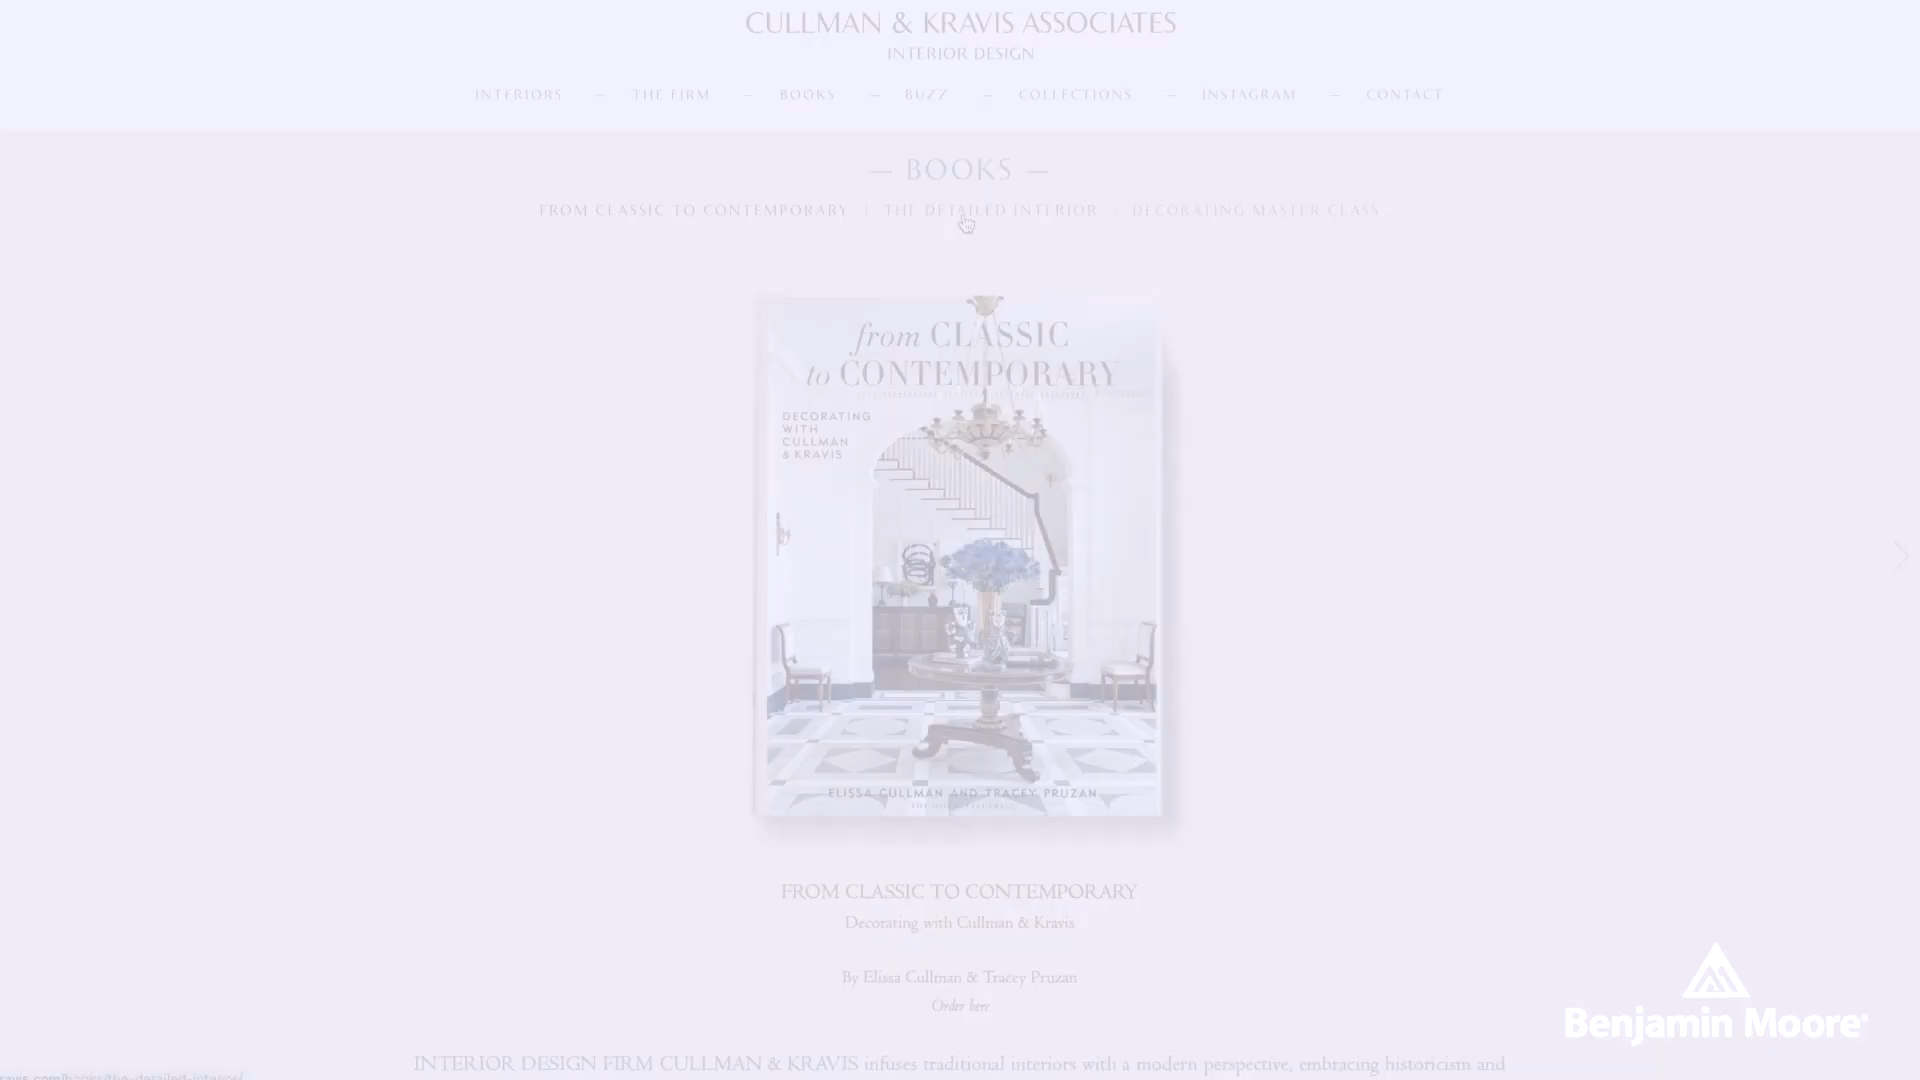 CULLMAN & KRAVIS ASSOCIATES
INTERIOR DESIGN
INTERIORS — THE FIRM — BOOKS — BUZZ — COLLECTIONS — INSTAGRAM — CONTACT
— BOOKS —
FROM CLASSIC TO CONTEMPORARY | THE DETAILED INTERIOR | DECORATING MASTER CLASS
from CLASSIC
to CONTEMPORARY
DECORATING
WITH
CULLMAN
& KRAVIS
ELISSA CULLMAN AND TRACEY PRUZAN
FROM CLASSIC TO CONTEMPORARY
Decorating with Cullman & Kravis
By Elissa Cullman & Tracey Pruzan
Order here
Benjamin Moore®
INTERIOR DESIGN FIRM CULLMAN & KRAVIS infuses traditional interiors with a modern perspective, embracing historicism and